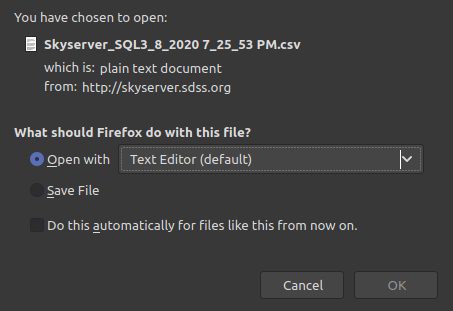 You have chosen to open:
Skyserver_SQL3_8_2020 7_25_53 PM.csv
which is: plain text document
from: http://skyserver.sdss.org
What should Firefox do with this file?
Open with Text Editor (default)
Save File
Do this automatically for files like this from now on.
Cancel OK